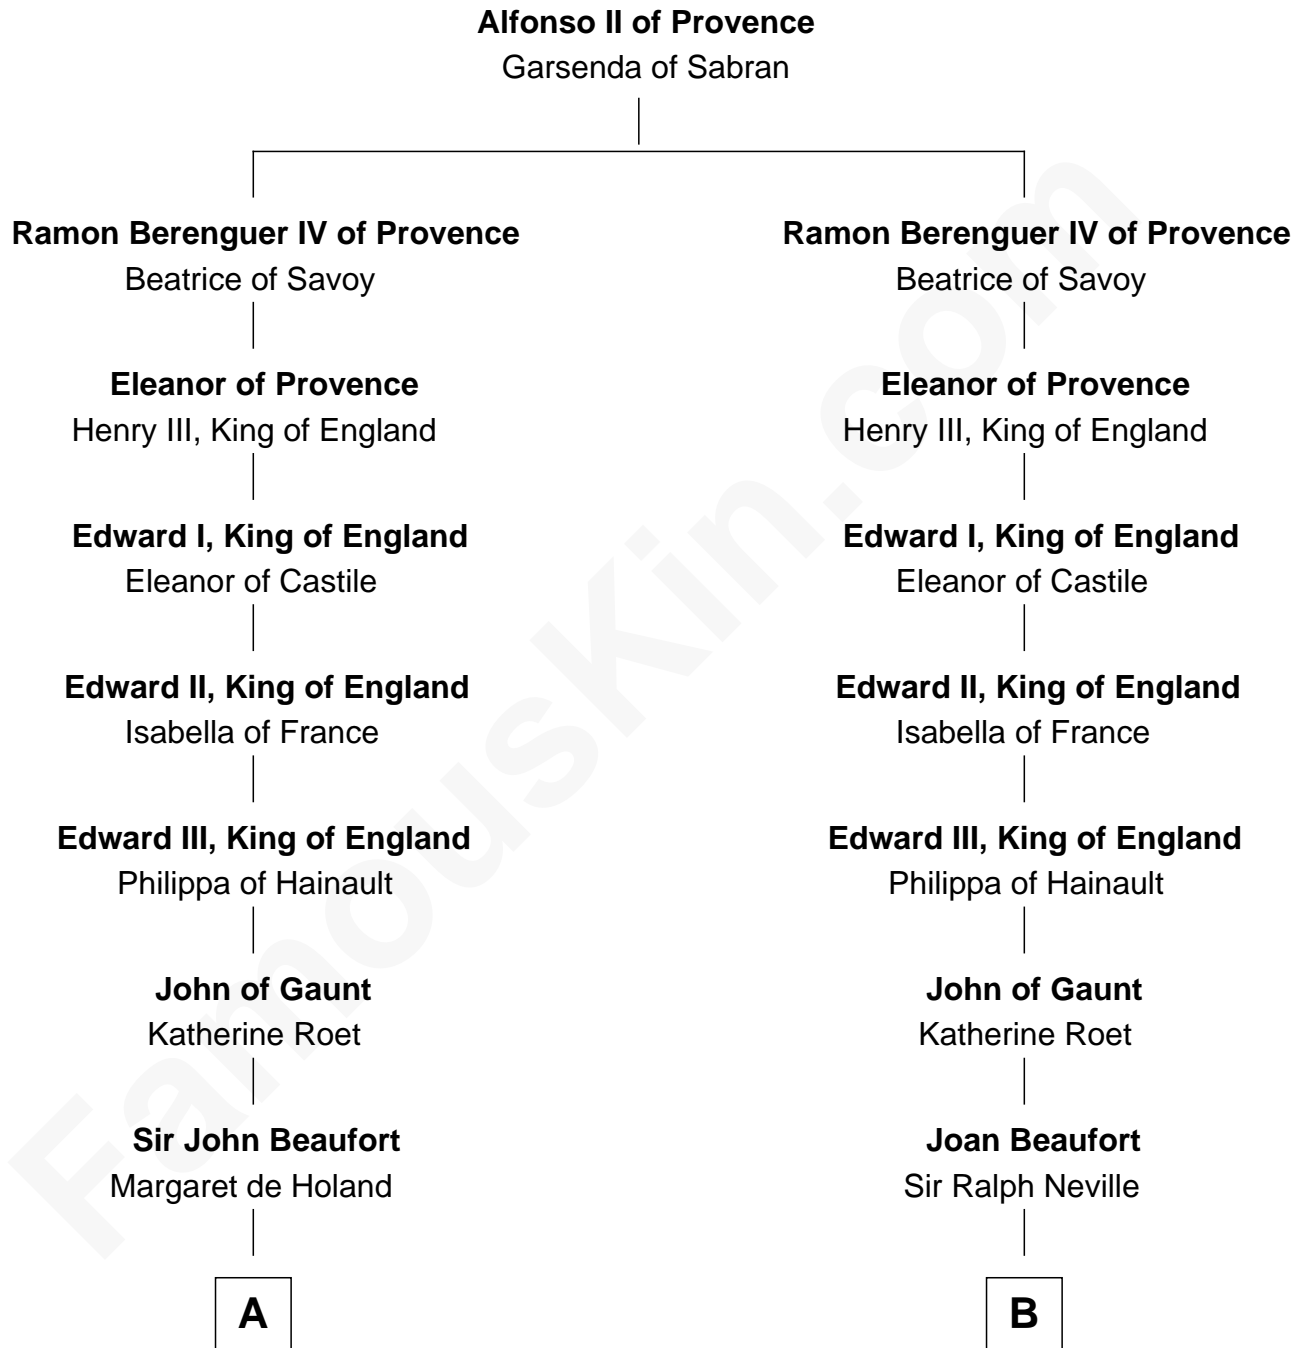 Alfonso II of Provence
Garsenda of Sabran
Ramon Berenguer IV of Provence
Beatrice of Savoy
Eleanor of Provence
Henry III, King of England
Edward I, King of England
Eleanor of Castile
Edward II, King of England
Isabella of France
Edward III, King of England
Philippa of Hainault
John of Gaunt
Katherine Roet
Sir John Beaufort
Margaret de Holand
A
Ramon Berenguer IV of Provence
Beatrice of Savoy
Eleanor of Provence
Henry III, King of England
Edward I, King of England
Eleanor of Castile
Edward II, King of England
Isabella of France
Edward III, King of England
Philippa of Hainault
John of Gaunt
Katherine Roet
Joan Beaufort
Sir Ralph Neville
B
FamousKin.com